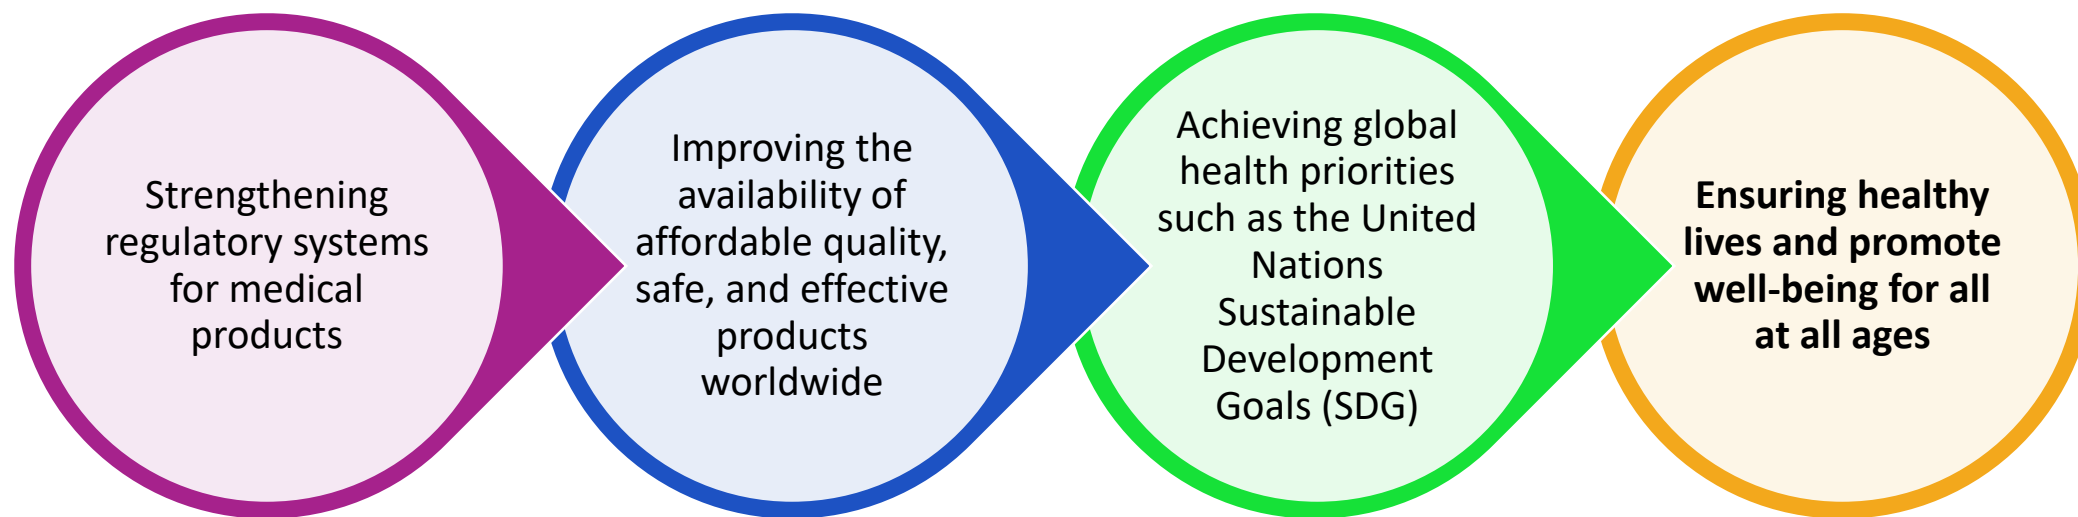 Strengthening
regulatory systems
for medical
products
Improving the
availability of
affordable quality,
safe, and effective
products
worldwide
Achieving global
health priorities
such as the United
Nations
Sustainable
Development
Goals (SDG)
Ensuring healthy
lives and promote
well-being for all
at all ages